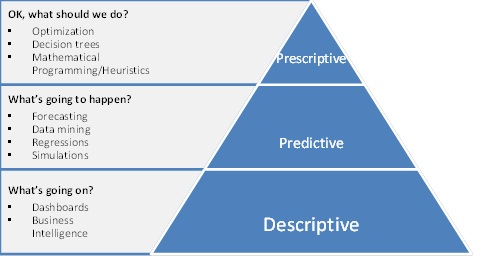 OK, what should we do?
▪ Optimization
▪ Decision trees
▪ Mathematical
Programming/Heuristics
Prescriptive
What's going to happen?
▪ Forecasting
▪ Data mining
▪ Regressions
▪ Simulations
Predictive
What's going on?
▪ Dashboards
▪ Business
Intelligence
Descriptive